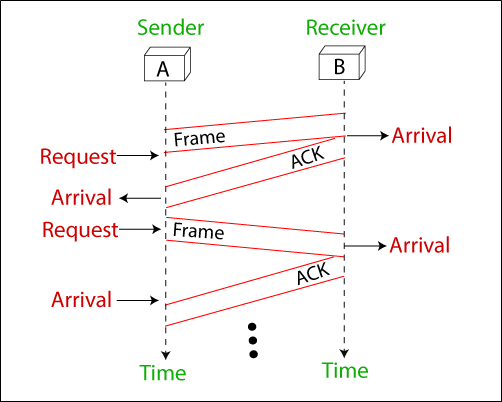 Sender
Receiver
A
B
Frame
Arrival
Request
ACK
Arrival
Request
Frame
Arrival
ACK
Arrival
Time
Time